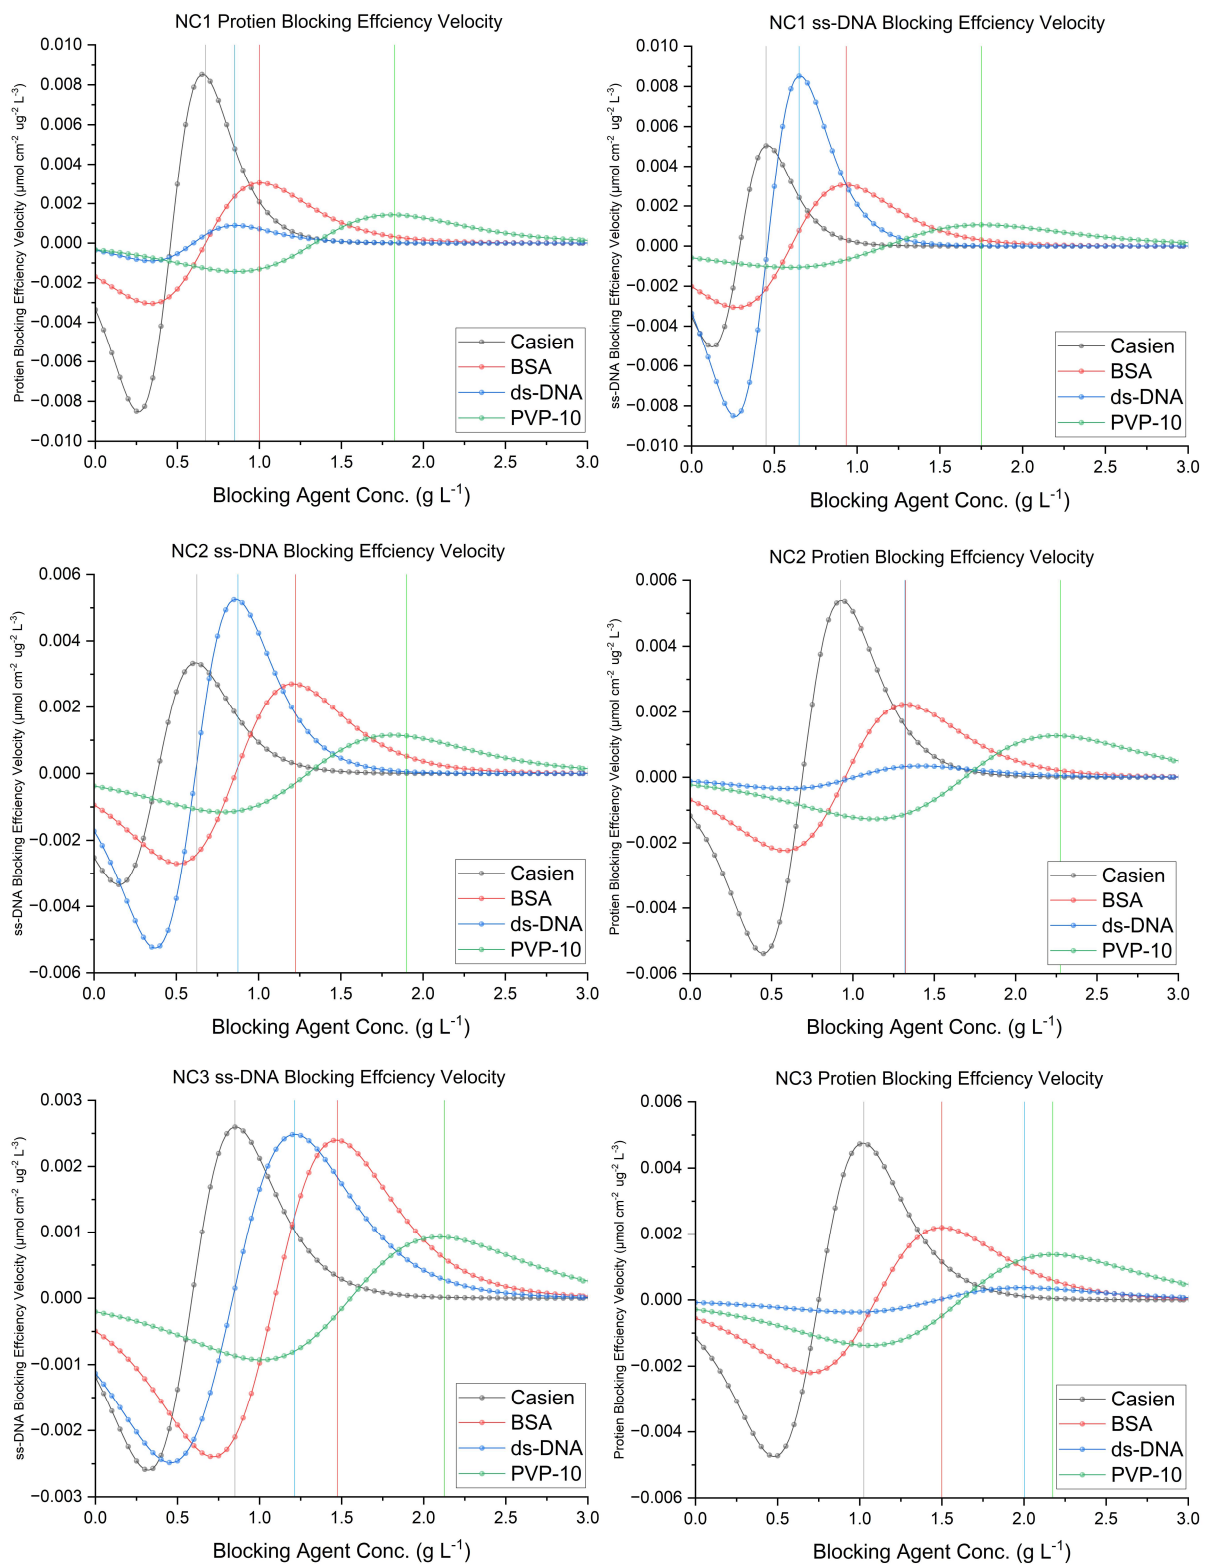 NC1 Protien Blocking Effciency Velocity
Protien Blocking Effciency Velocity (µmol cm⁻² ug⁻² L⁻³)
0.010
0.008
0.006
0.004
0.002
0.000
−0.002
−0.004
−0.006
−0.008
−0.010
Casien
BSA
ds-DNA
PVP-10
0.0 0.5 1.0 1.5 2.0 2.5 3.0
Blocking Agent Conc. (g L⁻¹)
NC1 ss-DNA Blocking Effciency Velocity
ss-DNA Blocking Effciency Velocity (µmol cm⁻² ug⁻² L⁻³)
0.010
0.008
0.006
0.004
0.002
0.000
−0.002
−0.004
−0.006
−0.008
−0.010
Casien
BSA
ds-DNA
PVP-10
0.0 0.5 1.0 1.5 2.0 2.5 3.0
Blocking Agent Conc. (g L⁻¹)
NC2 ss-DNA Blocking Effciency Velocity
ss-DNA Blocking Effciency Velocity (µmol cm⁻² ug⁻² L⁻³)
0.006
0.004
0.002
0.000
−0.002
−0.004
−0.006
Casien
BSA
ds-DNA
PVP-10
0.0 0.5 1.0 1.5 2.0 2.5 3.0
Blocking Agent Conc. (g L⁻¹)
NC2 Protien Blocking Effciency Velocity
Protien Blocking Effciency Velocity (µmol cm⁻² ug⁻² L⁻³)
0.006
0.004
0.002
0.000
−0.002
−0.004
−0.006
Casien
BSA
ds-DNA
PVP-10
0.0 0.5 1.0 1.5 2.0 2.5 3.0
Blocking Agent Conc. (g L⁻¹)
NC3 ss-DNA Blocking Effciency Velocity
ss-DNA Blocking Effciency Velocity (µmol cm⁻² ug⁻² L⁻³)
0.003
0.002
0.001
0.000
−0.001
−0.002
−0.003
Casien
BSA
ds-DNA
PVP-10
0.0 0.5 1.0 1.5 2.0 2.5 3.0
Blocking Agent Conc. (g L⁻¹)
NC3 Protien Blocking Effciency Velocity
Protien Blocking Effciency Velocity (µmol cm⁻² ug⁻² L⁻³)
0.006
0.004
0.002
0.000
−0.002
−0.004
−0.006
Casien
BSA
ds-DNA
PVP-10
0.0 0.5 1.0 1.5 2.0 2.5 3.0
Blocking Agent Conc. (g L⁻¹)